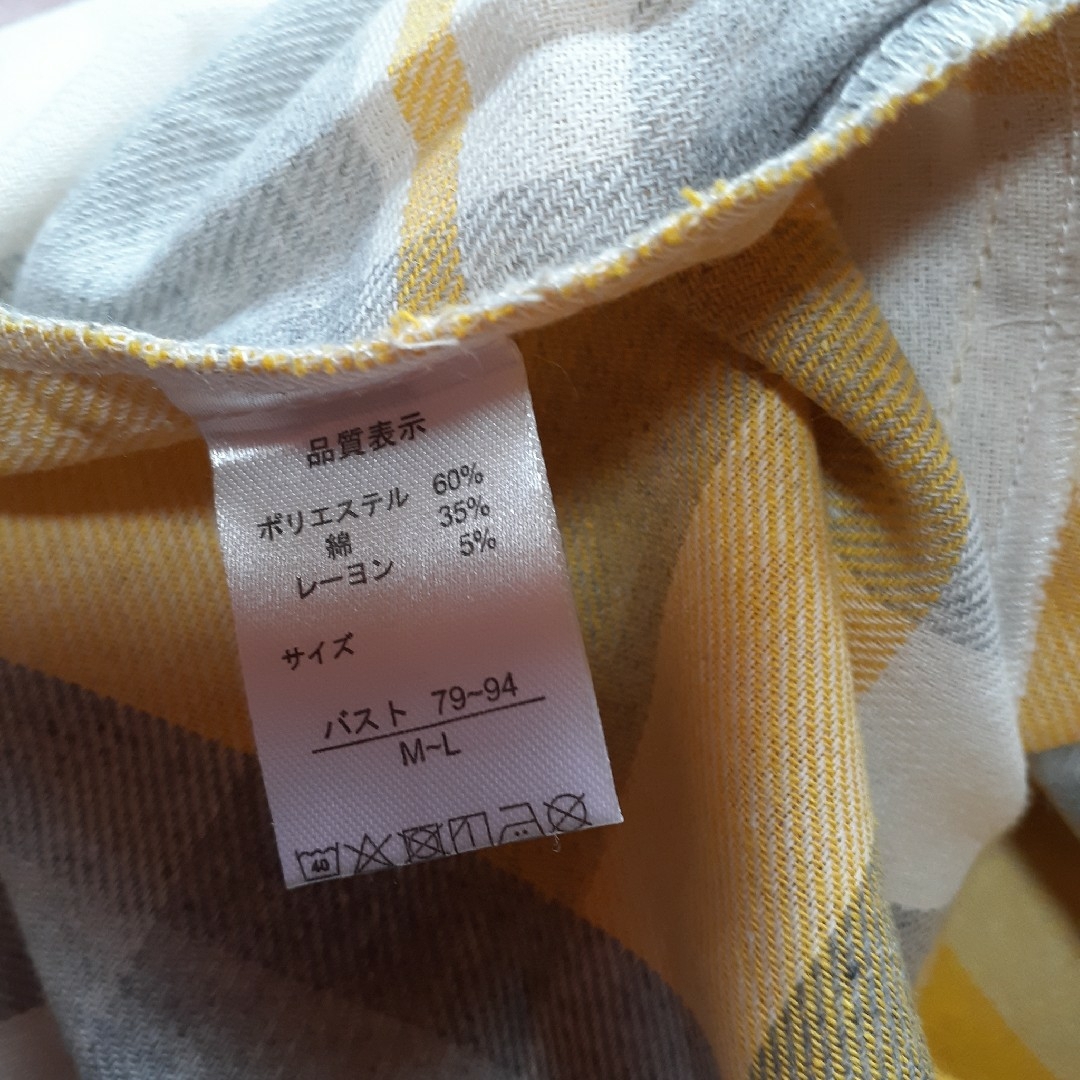 品質表示
ポリエステル 60%
綿 35%
レーヨン 5%
サイズ
バスト 79~94
M~L
40